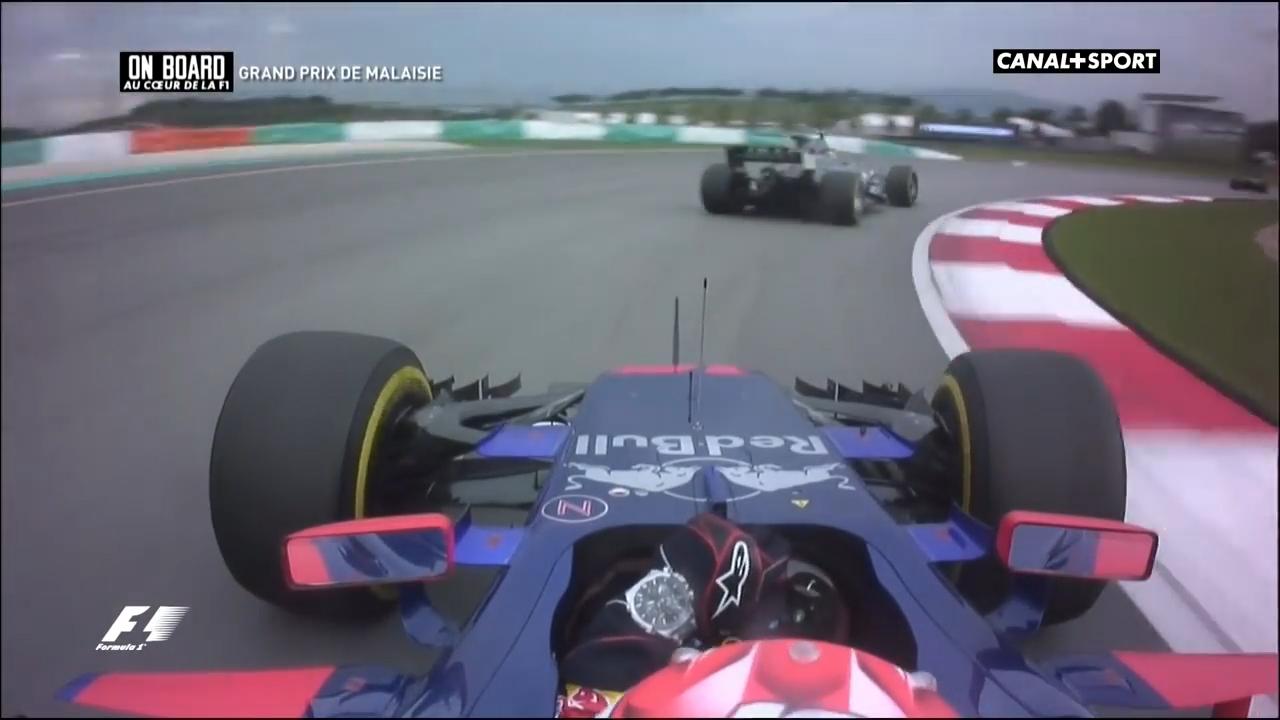 ON BOARD
AU CŒUR DE LA F1
GRAND PRIX DE MALAISIE
CANAL+SPORT
Red Bull
F1
Formula 1